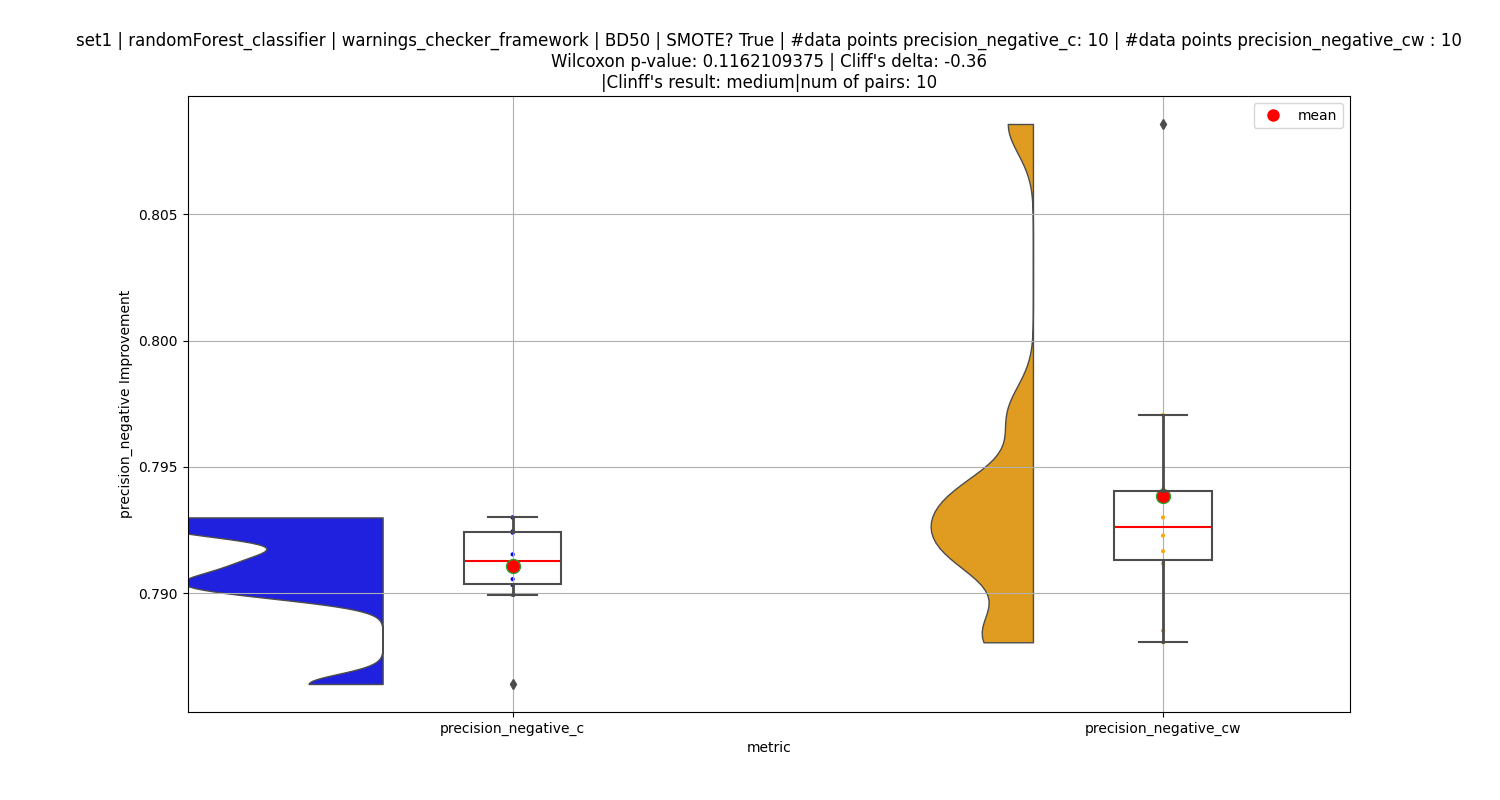 set1 | randomForest_classifier | warnings_checker_framework | BD50 | SMOTE? True | #data points precision_negative_c: 10 | #data points precision_negative_cw : 10
Wilcoxon p-value: 0.1162109375 | Cliff's delta: -0.36
|Clinff's result: medium|num of pairs: 10
mean
0.805
0.800
0.795
0.790
precision_negative Improvement
precision_negative_c
precision_negative_cw
metric